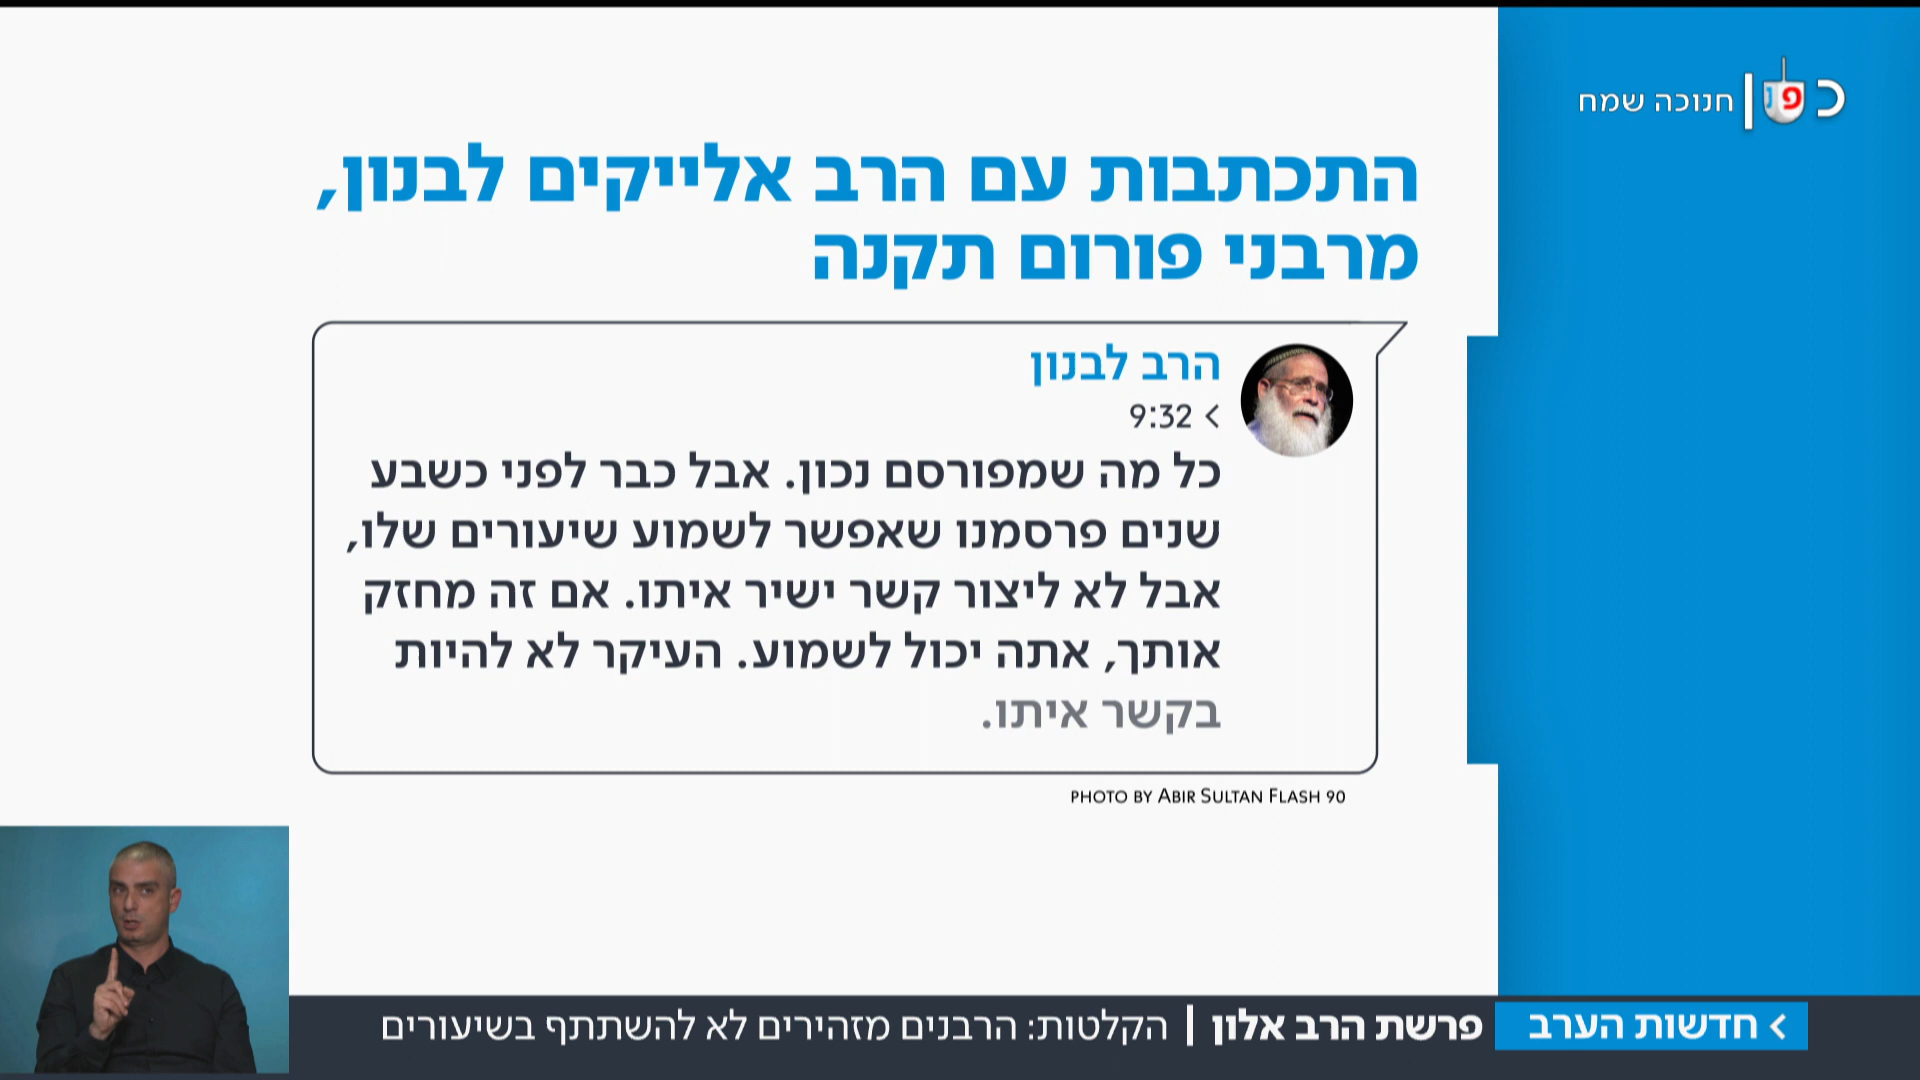 כאן
חנוכה שמח
התכתבות עם הרב אלייקים לבנון,
מרבני פורום תקנה
הרב לבנון
> 9:32
כל מה שמפורסם נכון. אבל כבר לפני כשבע
שנים פרסמנו שאפשר לשמוע שיעורים שלו,
אבל לא ליצור קשר ישיר איתו. אם זה מחזק
אותך, אתה יכול לשמוע. העיקר לא להיות
בקשר איתו.
PHOTO BY ABIR SULTAN FLASH 90
> חדשות הערב
פרשת הרב אלון | הקלטות: הרבנים מזהירים לא להשתתף בשיעורים